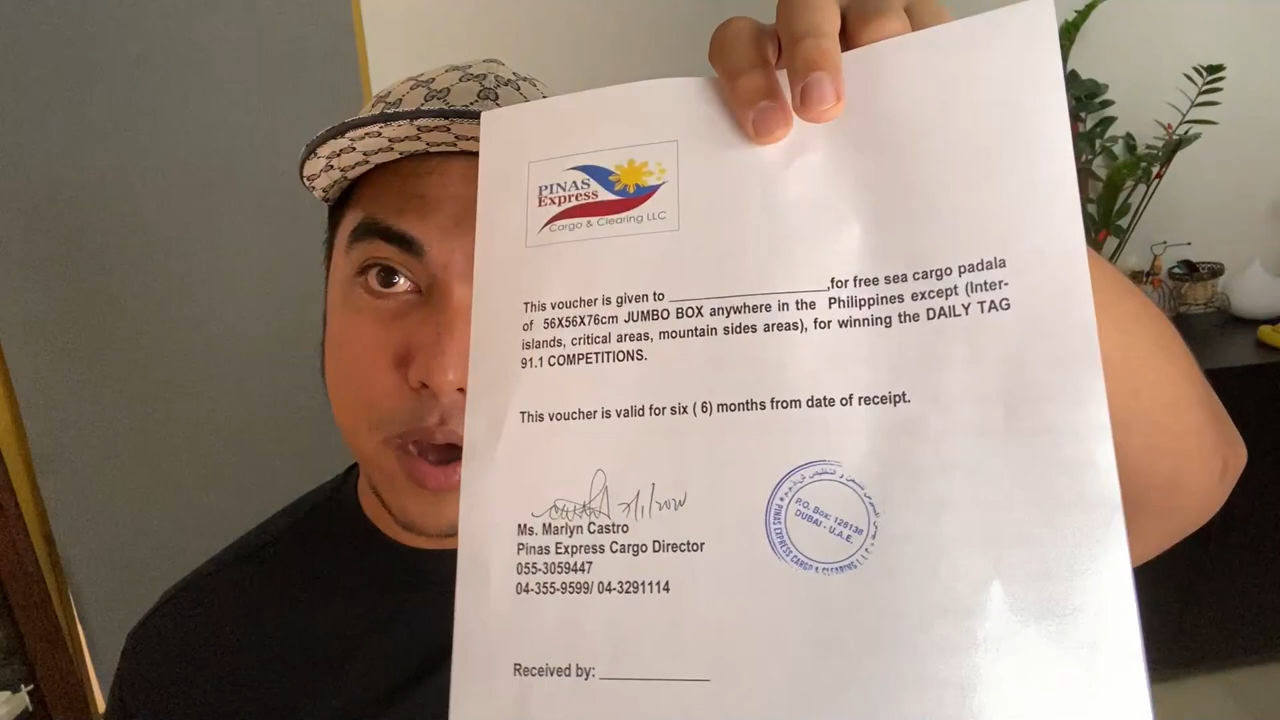 PINAS
Express
Cargo & Clearing LLC
This voucher is given to ____________________,for free sea cargo padala
of 56X56X76cm JUMBO BOX anywhere in the Philippines except (Inter-
islands, critical areas, mountain sides areas), for winning the DAILY TAG
91.1 COMPETITIONS.
This voucher is valid for six ( 6) months from date of receipt.
Ms. Marlyn Castro
Pinas Express Cargo Director
055-3059447
04-355-9599/ 04-3291114
P.O. Box: 126138
DUBAI - U.A.E.
PINAS EXPRESS CARGO & CLEARING L.L.C
Received by: ______________